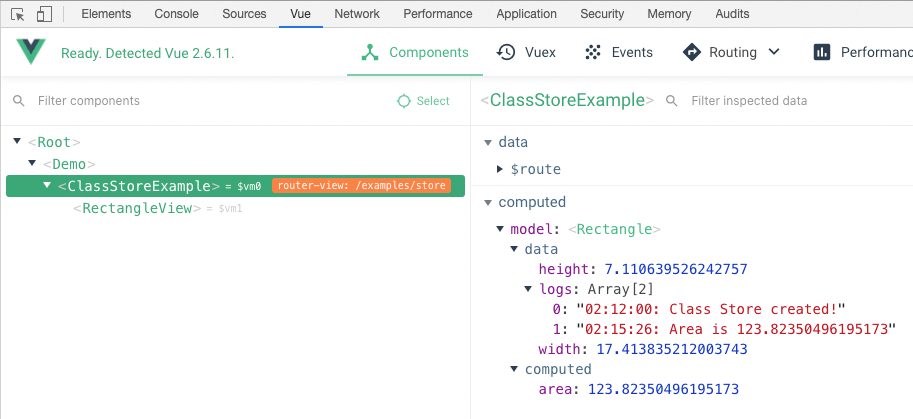 Elements Console Sources Vue Network Performance Application Security Memory Audits
Ready. Detected Vue 2.6.11.
Components Vuex Events Routing Performanc
Filter components
Select
<Root>
<Demo>
<ClassStoreExample> = $vm0 router-view: /examples/store
<RectangleView> = $vm1
<ClassStoreExample> Filter inspected data
data
$route
computed
model: <Rectangle>
data
height: 7.110639526242757
logs: Array[2]
0: "02:12:00: Class Store created!"
1: "02:15:26: Area is 123.82350496195173"
width: 17.413835212003743
computed
area: 123.82350496195173